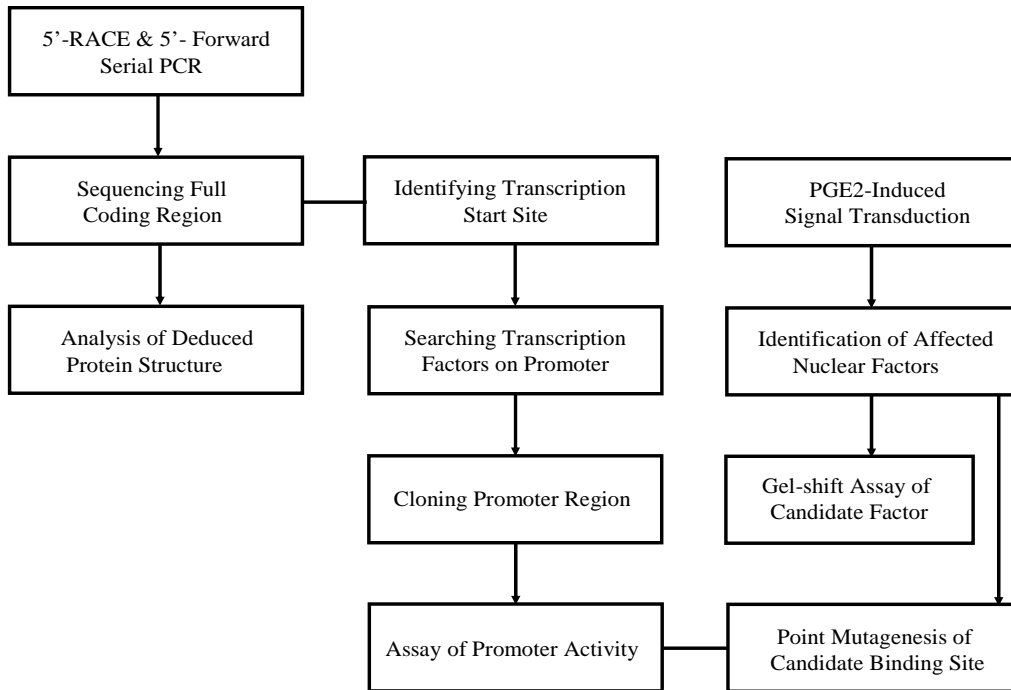 5’-RACE & 5’- Forward
Serial PCR
Sequencing Full
Coding Region
Identifying Transcription
Start Site
PGE2-Induced
Signal Transduction
Analysis of Deduced
Protein Structure
Searching Transcription
Factors on Promoter
Identification of Affected
Nuclear Factors
Cloning Promoter Region
Gel-shift Assay of
Candidate Factor
Assay of Promoter Activity
Point Mutagenesis of
Candidate Binding Site